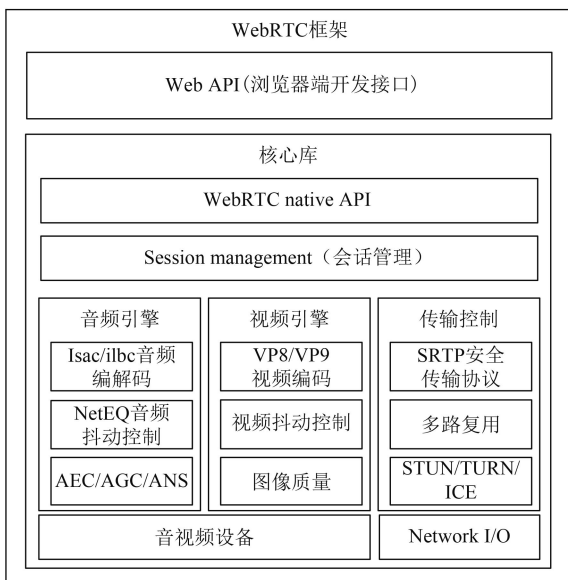 WebRTC框架
Web API(浏览器端开发接口)
核心库
WebRTC native API
Session management（会话管理）
音频引擎
Isac/ilbc音频
编解码
NetEQ音频
抖动控制
AEC/AGC/ANS
视频引擎
VP8/VP9
视频编码
视频抖动控制
图像质量
传输控制
SRTP安全
传输协议
多路复用
STUN/TURN/
ICE
音视频设备
Network I/O